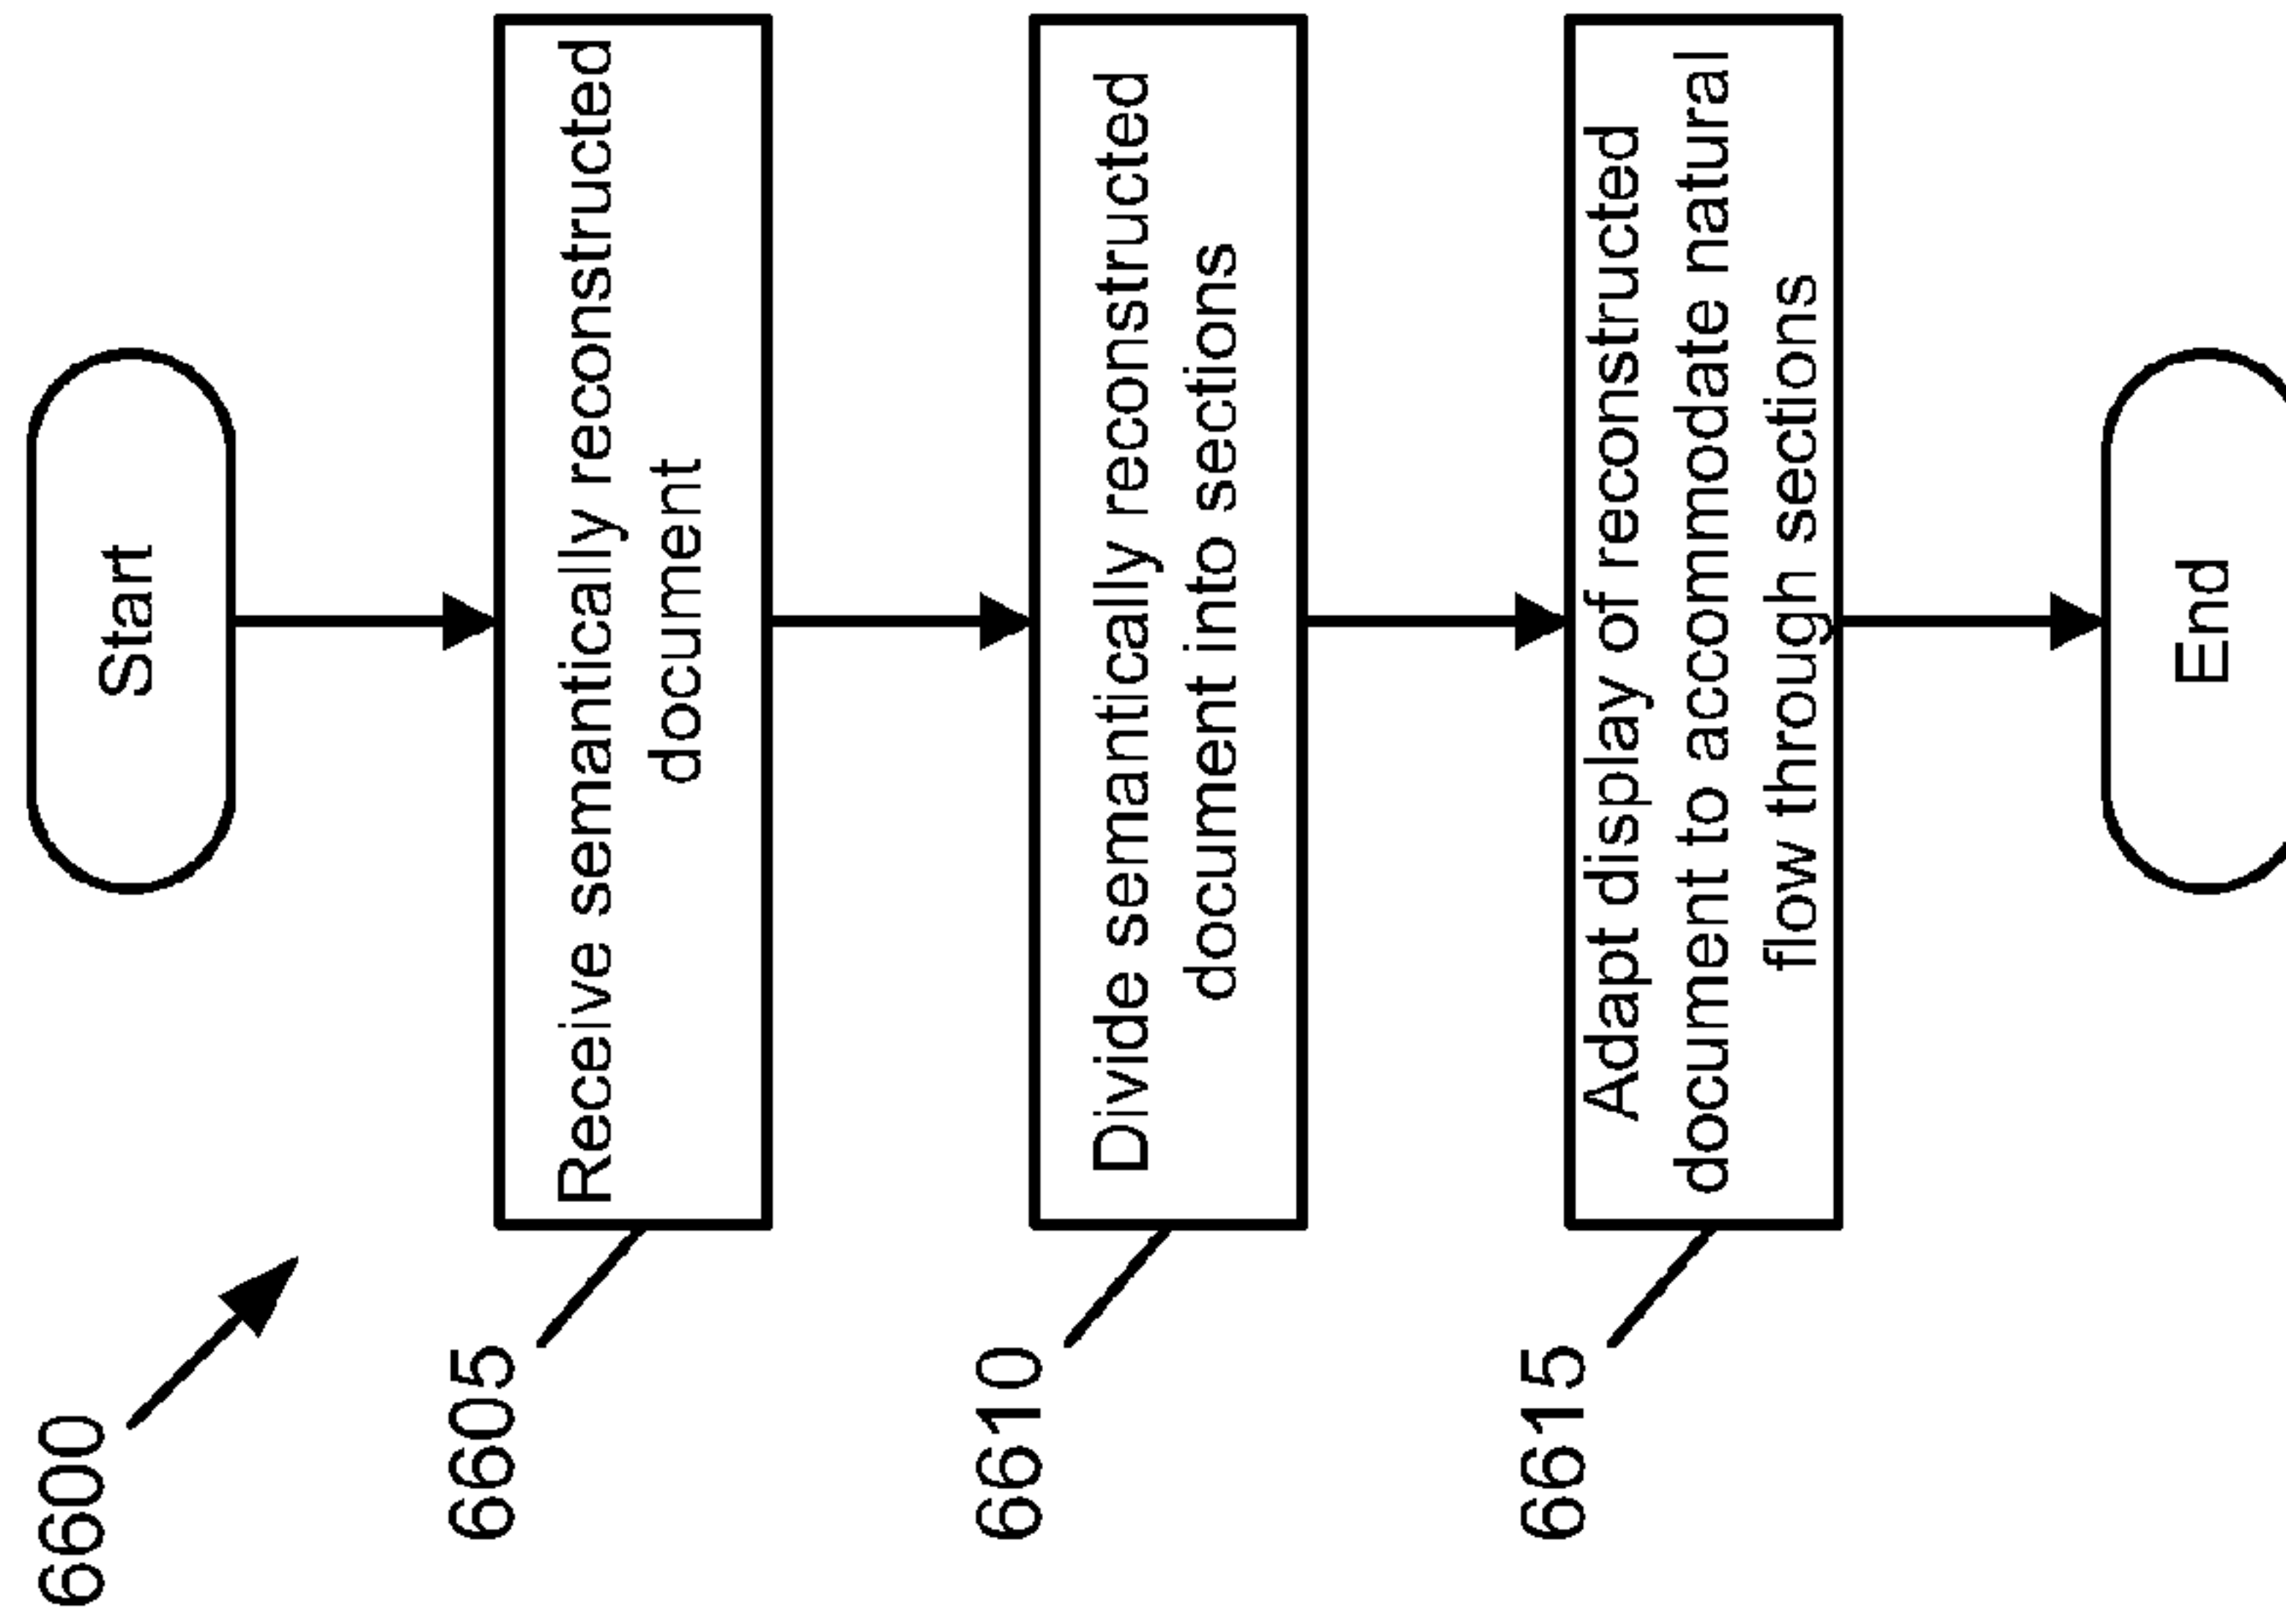 6600
Start
6605
Receive semantically reconstructed
document
6610
Divide semantically reconstructed
document into sections
6615
Adapt display of reconstructed
document to accommodate natural
flow through sections
End